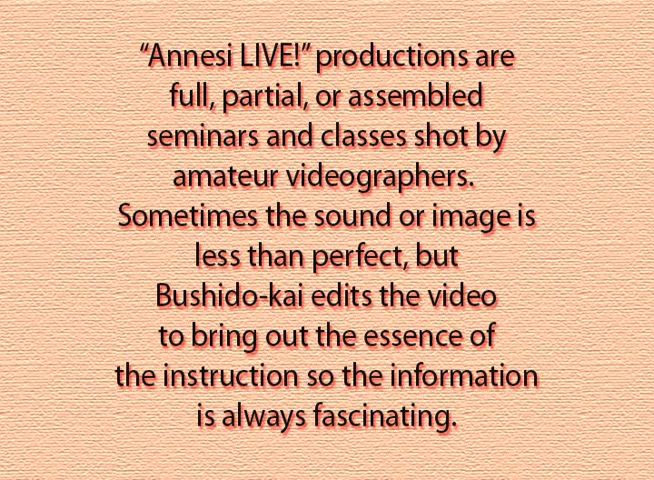 “Annesi LIVE!” productions are
full, partial, or assembled
seminars and classes shot by
amateur videographers.
Sometimes the sound or image is
less than perfect, but
Bushido-kai edits the video
to bring out the essence of
the instruction so the information
is always fascinating.